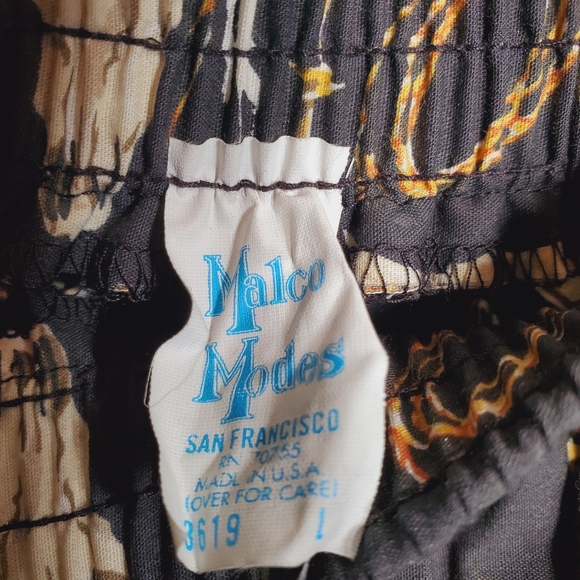 Malco
Modes
SAN FRANCISCO
RN 70755
MADE IN U.S.A.
(OVER FOR CARE)
3619 !